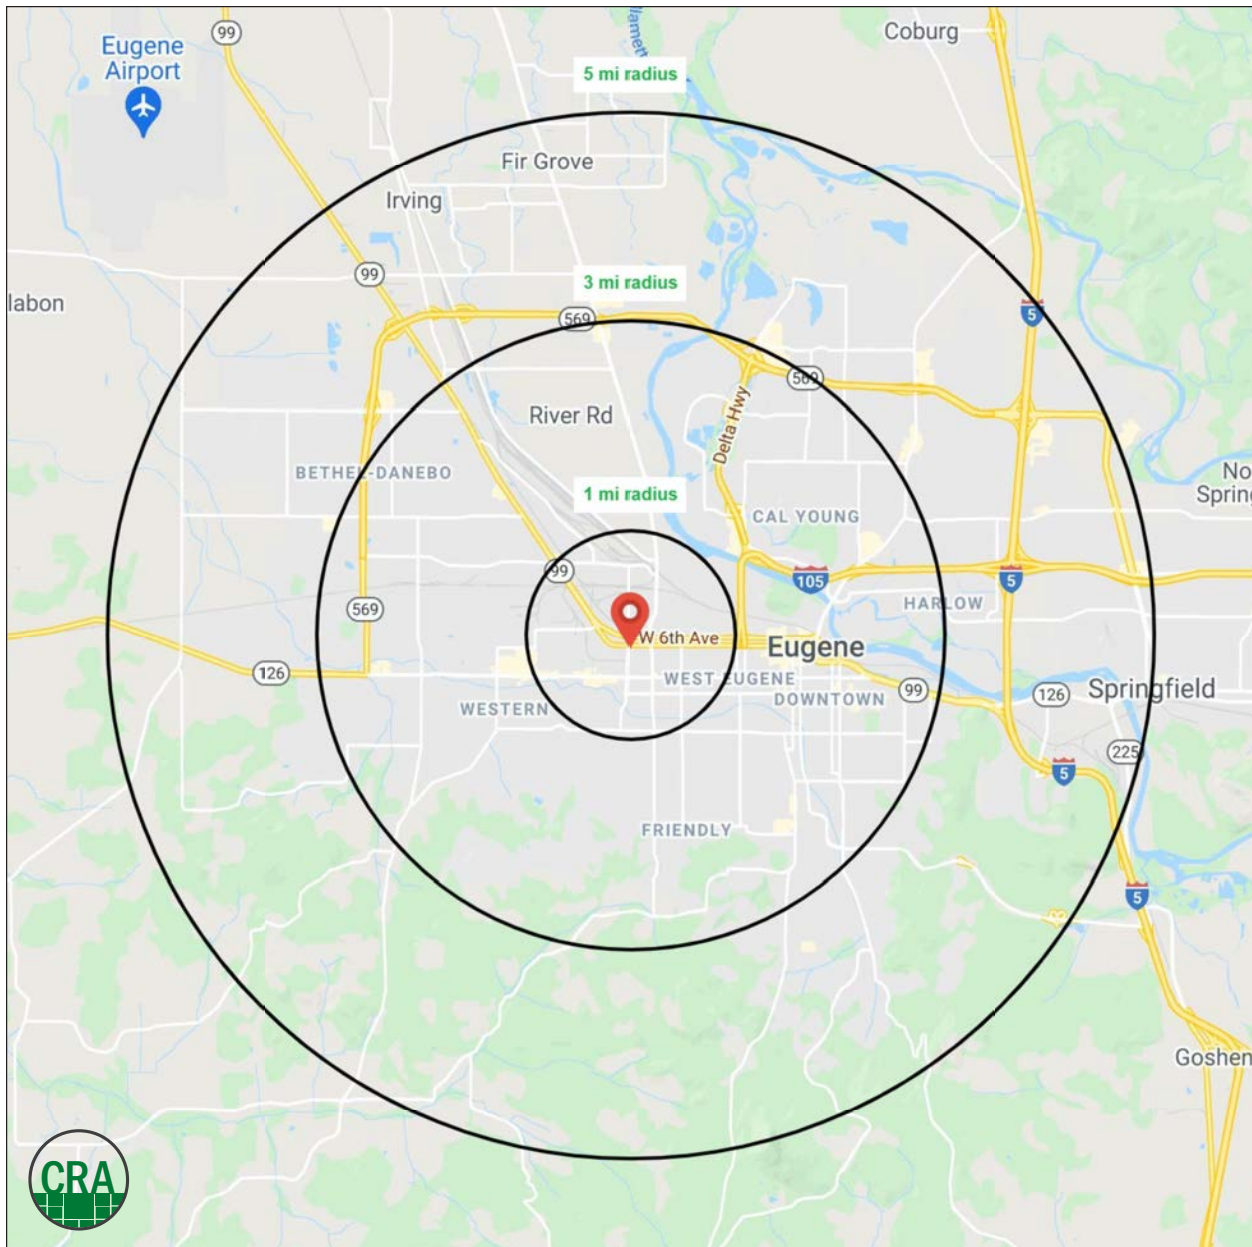 99
Coburg
Eugene
Airport
5 mi radius
Fir Grove
Irving
99
3 mi radius
labon
569
5
569
Delta Hwy
River Rd
BETHEL-DANEBO
No
Spring
1 mi radius
CAL YOUNG
99
105
5
569
HARLOW
W 6th Ave
Eugene
126
WEST EUGENE
99
126
Springfield
WESTERN
DOWNTOWN
225
5
FRIENDLY
5
Goshen
CRA